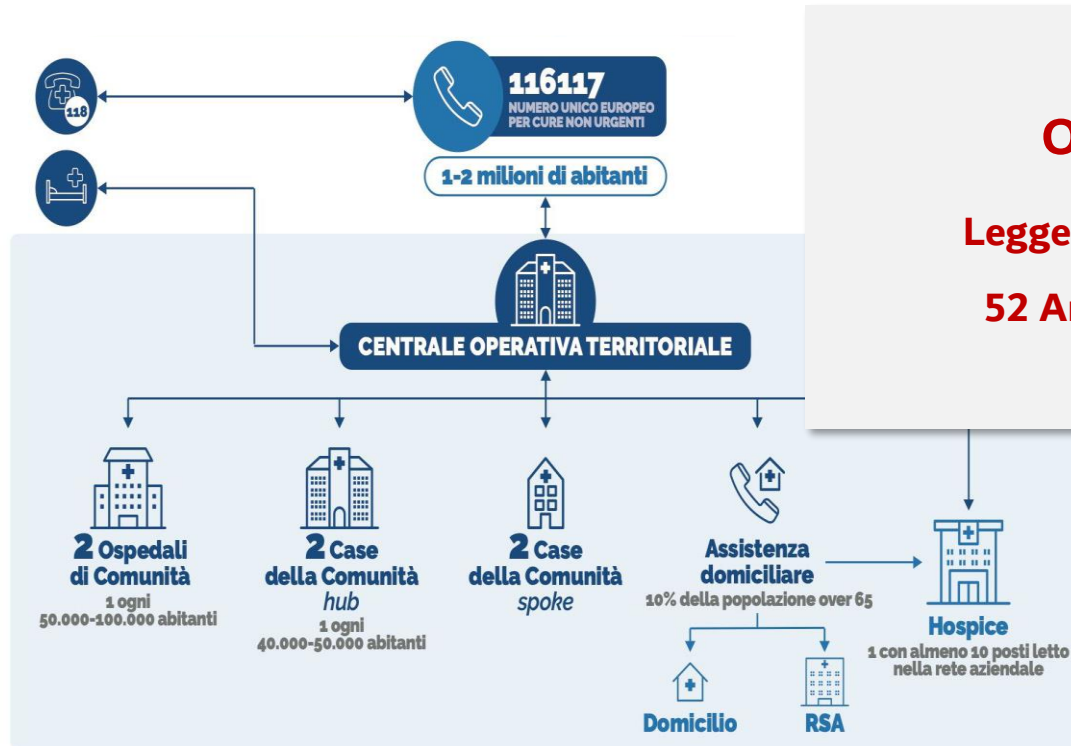 118
116117
NUMERO UNICO EUROPEO
PER CURE NON URGENTI
1-2 milioni di abitanti
O
Legge
52 A
CENTRALE OPERATIVA TERRITORIALE
2 Ospedali
di Comunità
1 ogni
50.000-100.000 abitanti
2 Case
della Comunità
hub
1 ogni
40.000-50.000 abitanti
2 Case
della Comunità
spoke
Assistenza
domiciliare
10% della popolazione over 65
Domicilio
RSA
Hospice
1 con almeno 10 posti letto
nella rete aziendale